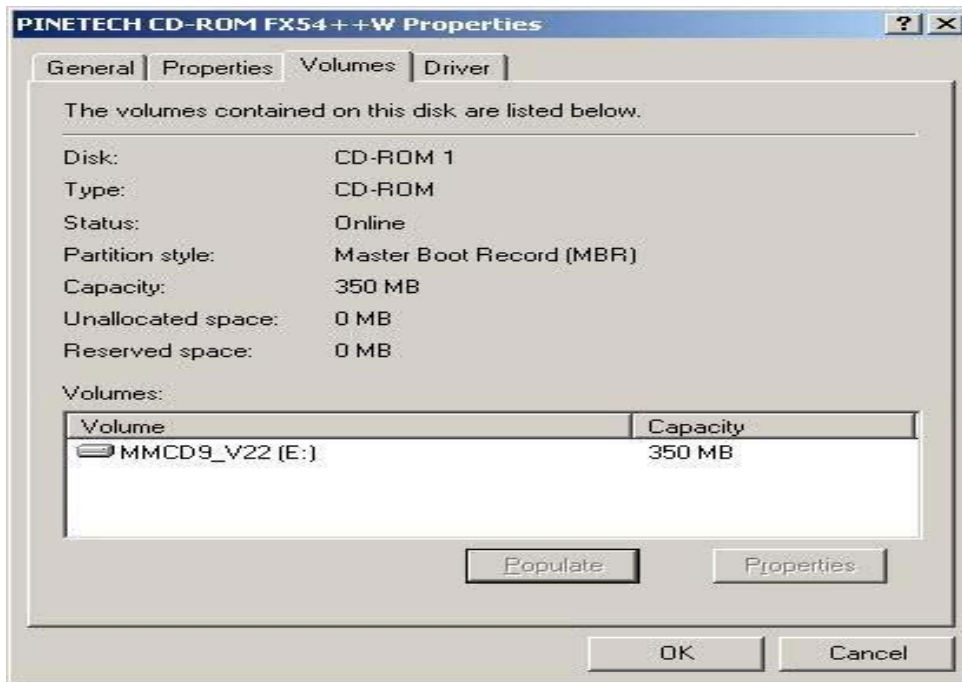 PINETECH CD-ROM FX54++W Properties
General Properties Volumes Driver
The volumes contained on this disk are listed below.
Disk: CD-ROM 1
Type: CD-ROM
Status: Online
Partition style: Master Boot Record (MBR)
Capacity: 350 MB
Unallocated space: 0 MB
Reserved space: 0 MB
Volumes:
Volume Capacity
MMCD9_V22 (E:) 350 MB
Populate Properties
OK Cancel